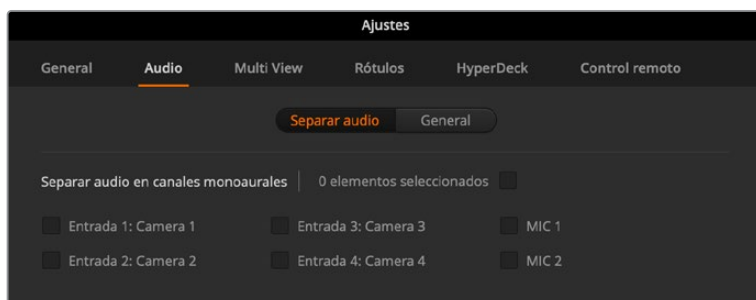 Ajustes
General Audio Multi View Rótulos HyperDeck Control remoto
Separar audio General
Separar audio en canales monoaurales 0 elementos seleccionados
Entrada 1: Camera 1 Entrada 3: Camera 3 MIC 1
Entrada 2: Camera 2 Entrada 4: Camera 4 MIC 2